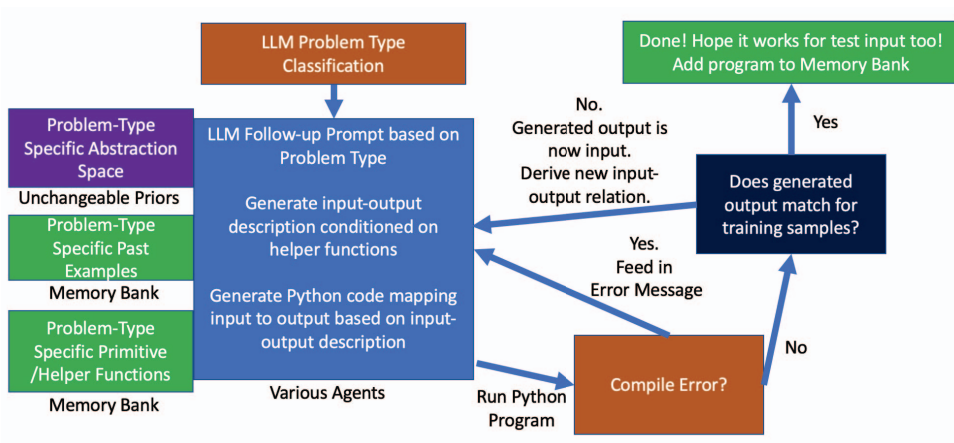 LLM Problem Type
Classification
Done! Hope it works for test input too!
Add program to Memory Bank
Problem-Type
Specific Abstraction
Space
Unchangeable Priors
Problem-Type
Specific Past
Examples
Memory Bank
Problem-Type
Specific Primitive
/Helper Functions
Memory Bank
LLM Follow-up Prompt based on
Problem Type
Generate input-output
description conditioned on
helper functions
Generate Python code mapping
input to output based on input-
output description
Various Agents
No.
Generated output is
now input.
Derive new input-
output relation.
Yes
Does generated
output match for
training samples?
Yes.
Feed in
Error Message
No
Run Python
Program
Compile Error?